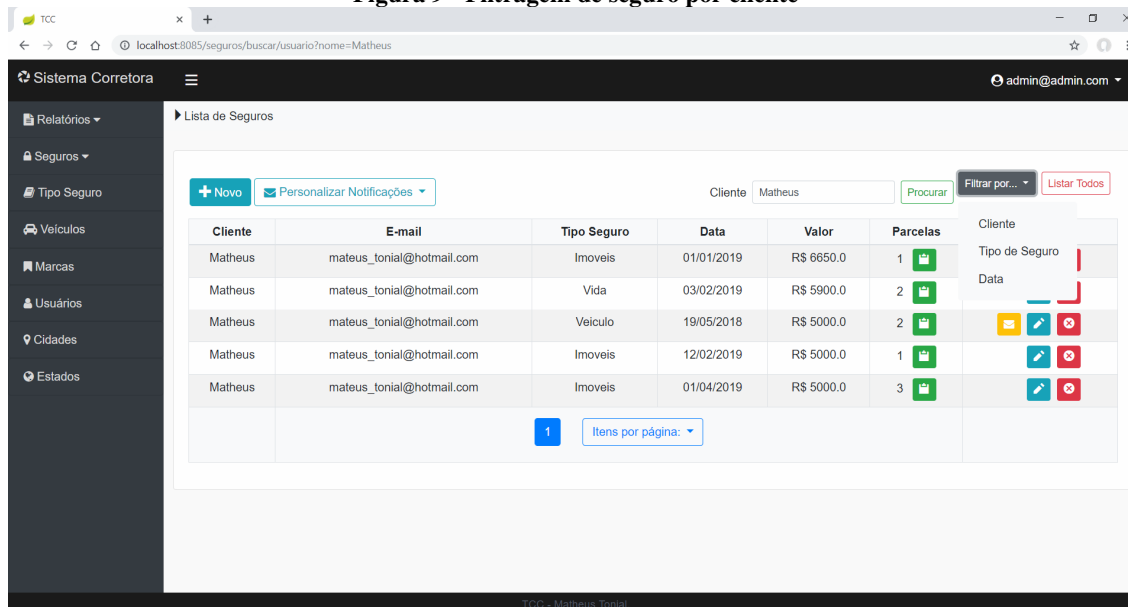 Figura 9 - Filtragem de seguro por cliente
TCC
localhost:8085/seguros/buscar/usuario?nome=Matheus
Sistema Corretora
admin@admin.com
Relatórios
Seguros
Tipo Seguro
Veículos
Marcas
Usuários
Cidades
Estados
Lista de Seguros
Novo Personalizar Notificações Cliente Matheus Procurar Filtrar por... Listar Todos
Cliente
Tipo de Seguro
Data
Cliente E-mail Tipo Seguro Data Valor Parcelas
Matheus mateus_tonial@hotmail.com Imoveis 01/01/2019 R$ 6650.0 1
Matheus mateus_tonial@hotmail.com Vida 03/02/2019 R$ 5900.0 2
Matheus mateus_tonial@hotmail.com Veiculo 19/05/2018 R$ 5000.0 2
Matheus mateus_tonial@hotmail.com Imoveis 12/02/2019 R$ 5000.0 1
Matheus mateus_tonial@hotmail.com Imoveis 01/04/2019 R$ 5000.0 3
1 Itens por página:
TCC - Matheus Tonial